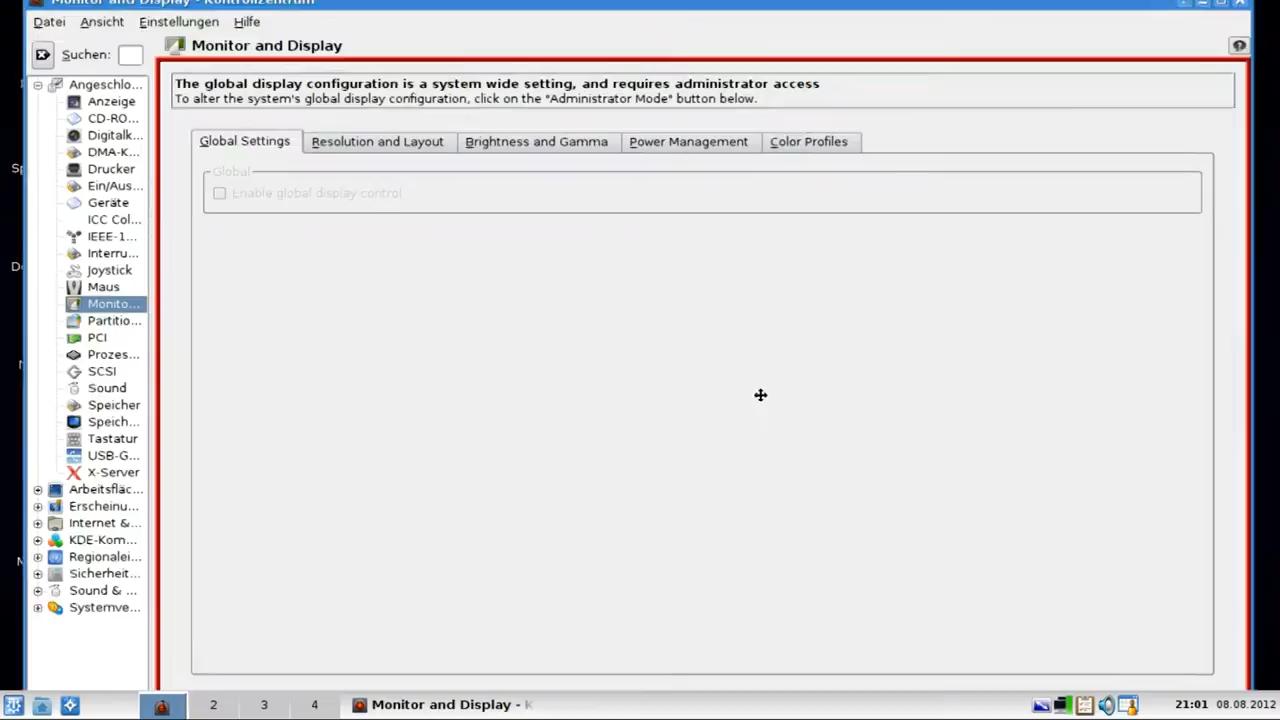 Monitor and Display - Kontrollzentrum
Datei Ansicht Einstellungen Hilfe
Suchen:
Monitor and Display
Angeschlo...
Anzeige
CD-RO...
Digitalk...
DMA-K...
Drucker
Ein/Aus...
Geräte
ICC Col...
IEEE-1...
Interru...
Joystick
Maus
Monito...
Partitio...
PCI
Prozes...
SCSI
Sound
Speicher
Speich...
Tastatur
USB-G...
X-Server
Arbeitsfläc...
Erscheinu...
Internet &...
KDE-Kom...
Regionalei...
Sicherheit...
Sound & ...
Systemve...
The global display configuration is a system wide setting, and requires administrator access
To alter the system's global display configuration, click on the "Administrator Mode" button below.
Global Settings Resolution and Layout Brightness and Gamma Power Management Color Profiles
Global
Enable global display control
2 3 4 Monitor and Display - K 21:01 08.08.2012